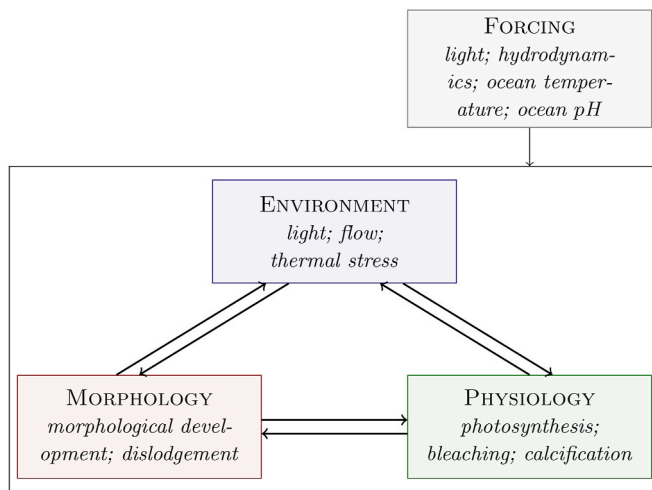 FORCING
light; hydrodynam-
ics; ocean temper-
ature; ocean pH
ENVIRONMENT
light; flow;
thermal stress
MORPHOLOGY
morphological devel-
opment; dislodgement
PHYSIOLOGY
photosynthesis;
bleaching; calcification